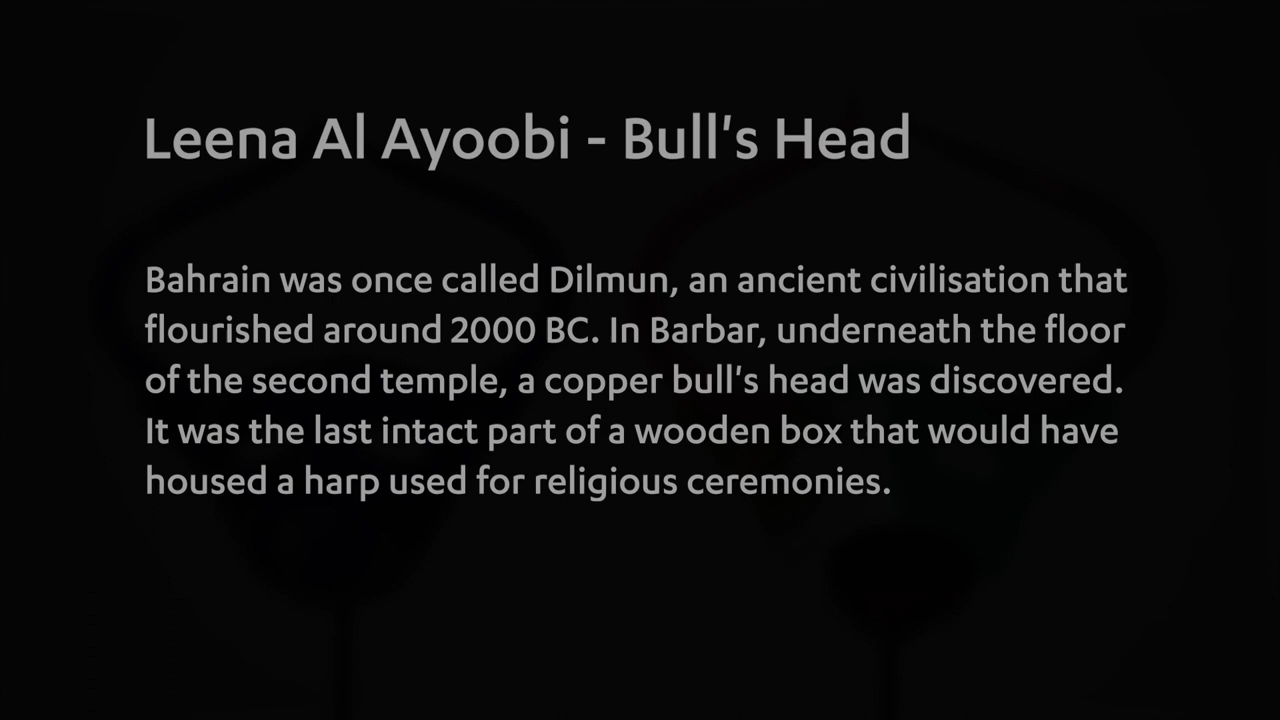 Leena Al Ayoobi - Bull's Head
Bahrain was once called Dilmun, an ancient civilisation that
flourished around 2000 BC. In Barbar, underneath the floor
of the second temple, a copper bull's head was discovered.
It was the last intact part of a wooden box that would have
housed a harp used for religious ceremonies.